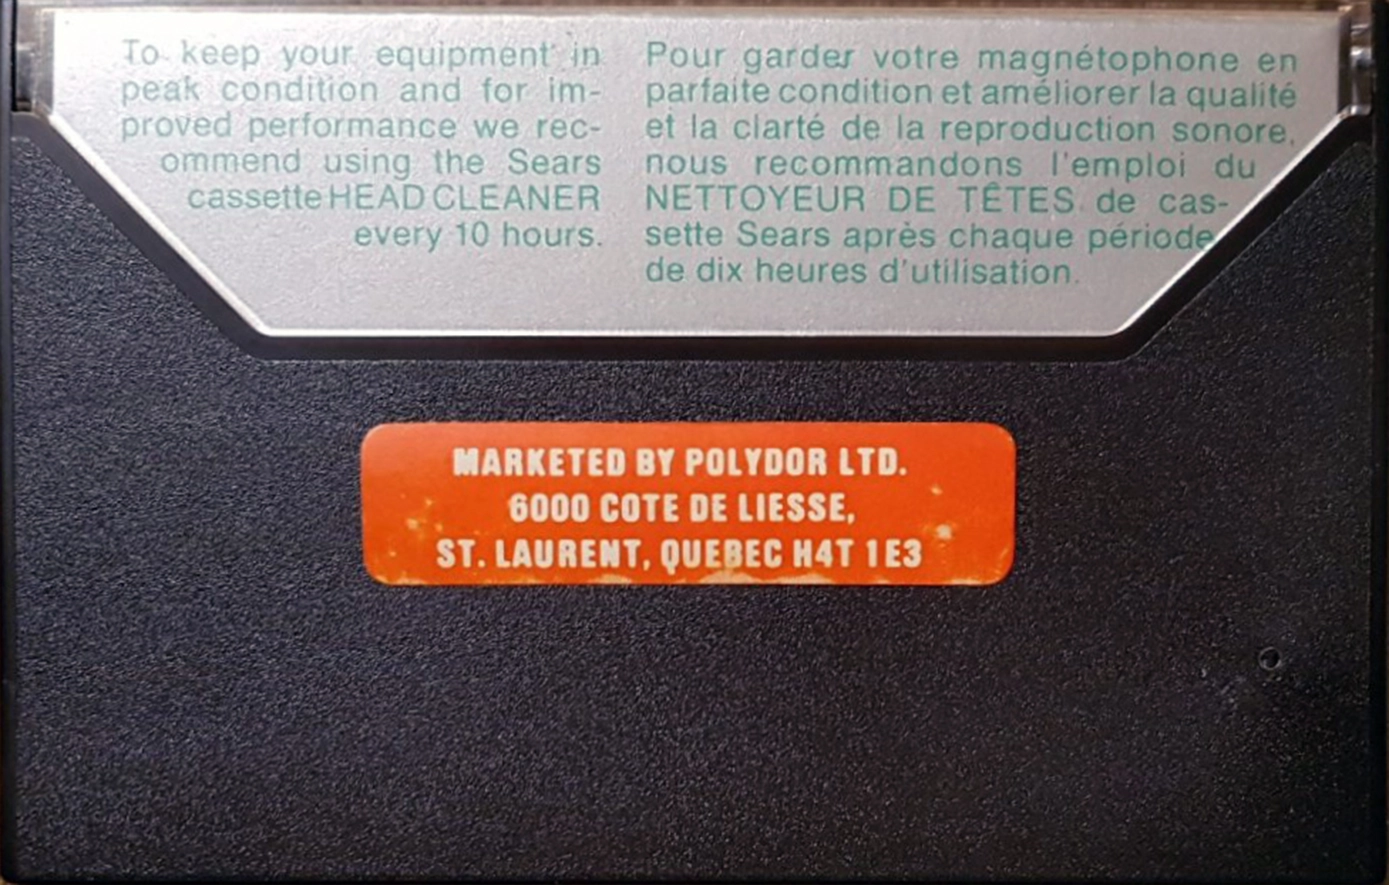 To keep your equipment in
peak condition and for im-
proved performance we rec-
ommend using the Sears
cassette HEAD CLEANER
every 10 hours.
Pour garder votre magnétophone en
parfaite condition et améliorer la qualité
et la clarté de la reproduction sonore,
nous recommandons l'emploi du
NETTOYEUR DE TÊTES de cas-
sette Sears après chaque période
de dix heures d'utilisation.
MARKETED BY POLYDOR LTD.
6000 COTE DE LIESSE,
ST. LAURENT, QUEBEC H4T 1E3